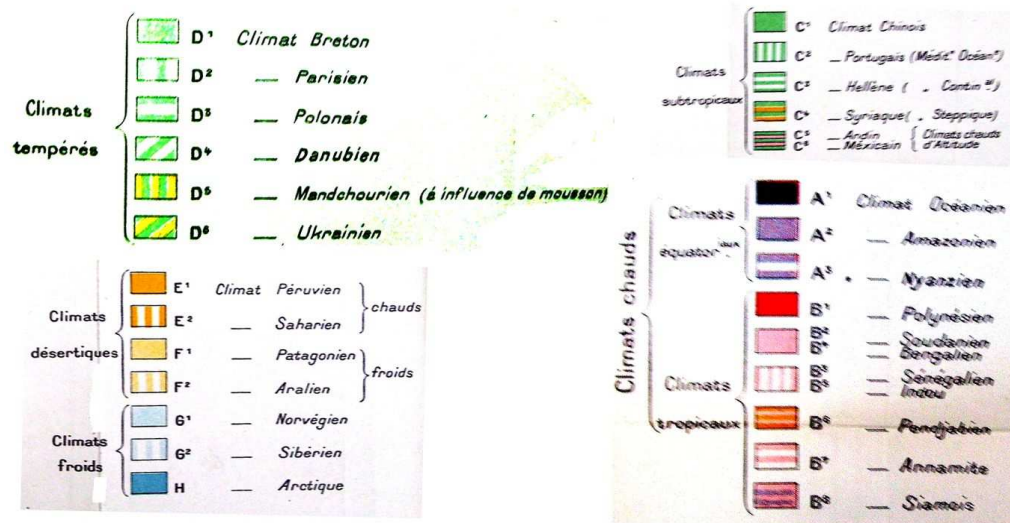 Climats tempérés
D¹ Climat Breton
D² — Parisien
D³ — Polonais
D⁴ — Danubien
D⁵ — Mandchourien (à influence de mousson)
D⁶ — Ukrainien
Climats désertiques
E¹ Climat Péruvien
E² — Saharien
chauds
F¹ — Patagonien
F² — Aralien
froids
Climats froids
G¹ — Norvégien
G² — Sibérien
H — Arctique
Climats subtropicaux
C¹ Climat Chinois
C² — Portugais (Médit. Océan.)
C³ — Hellène ( „ Contin.al)
C⁴ — Syriaque ( „ Steppique)
C⁵ — Andin
C⁶ — Méxicain
Climats chauds d'Altitude
Climats chauds
Climats équator.aux
A¹ Climat Océanien
A² — Amazonien
A³ — Nyanzien
Climats tropicaux
B¹ — Polynésien
B² — Soudanien
B⁴ — Bengalien
B³ — Sénégalien
B⁵ — Indou
B⁶ — Pendjabien
B⁷ — Annamite
B⁸ — Siamois